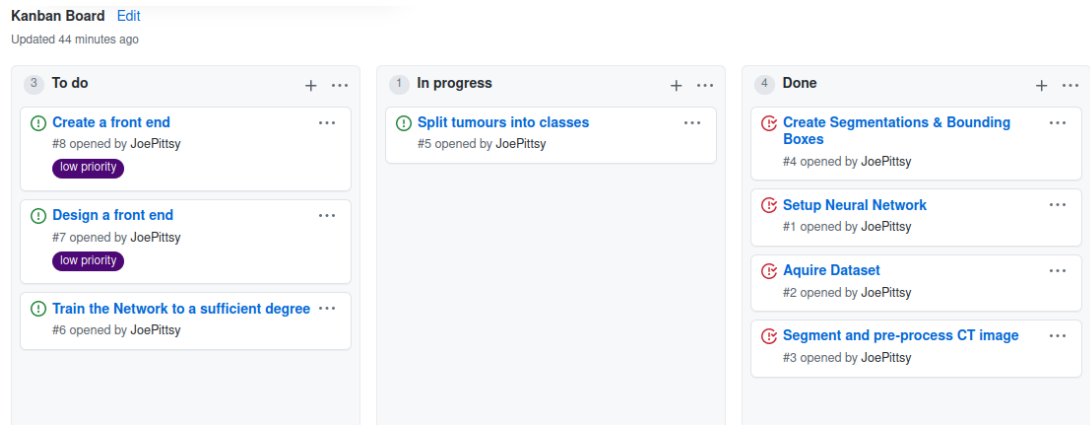 Kanban Board Edit
Updated 44 minutes ago
3 To do
Create a front end
#8 opened by JoePittsy
low priority
Design a front end
#7 opened by JoePittsy
low priority
Train the Network to a sufficient degree
#6 opened by JoePittsy
1 In progress
Split tumours into classes
#5 opened by JoePittsy
4 Done
Create Segmentations & Bounding
Boxes
#4 opened by JoePittsy
Setup Neural Network
#1 opened by JoePittsy
Aquire Dataset
#2 opened by JoePittsy
Segment and pre-process CT image
#3 opened by JoePittsy